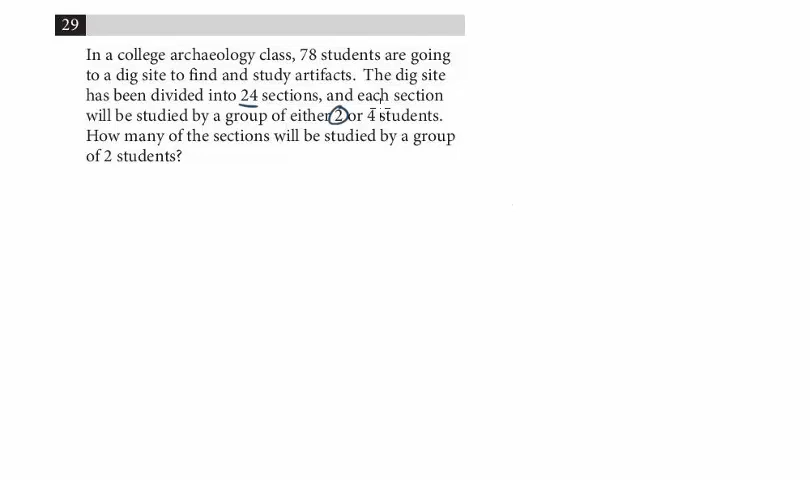 29
In a college archaeology class, 78 students are going
to a dig site to find and study artifacts. The dig site
has been divided into 24 sections, and each section
will be studied by a group of either 2 or 4 students.
How many of the sections will be studied by a group
of 2 students?